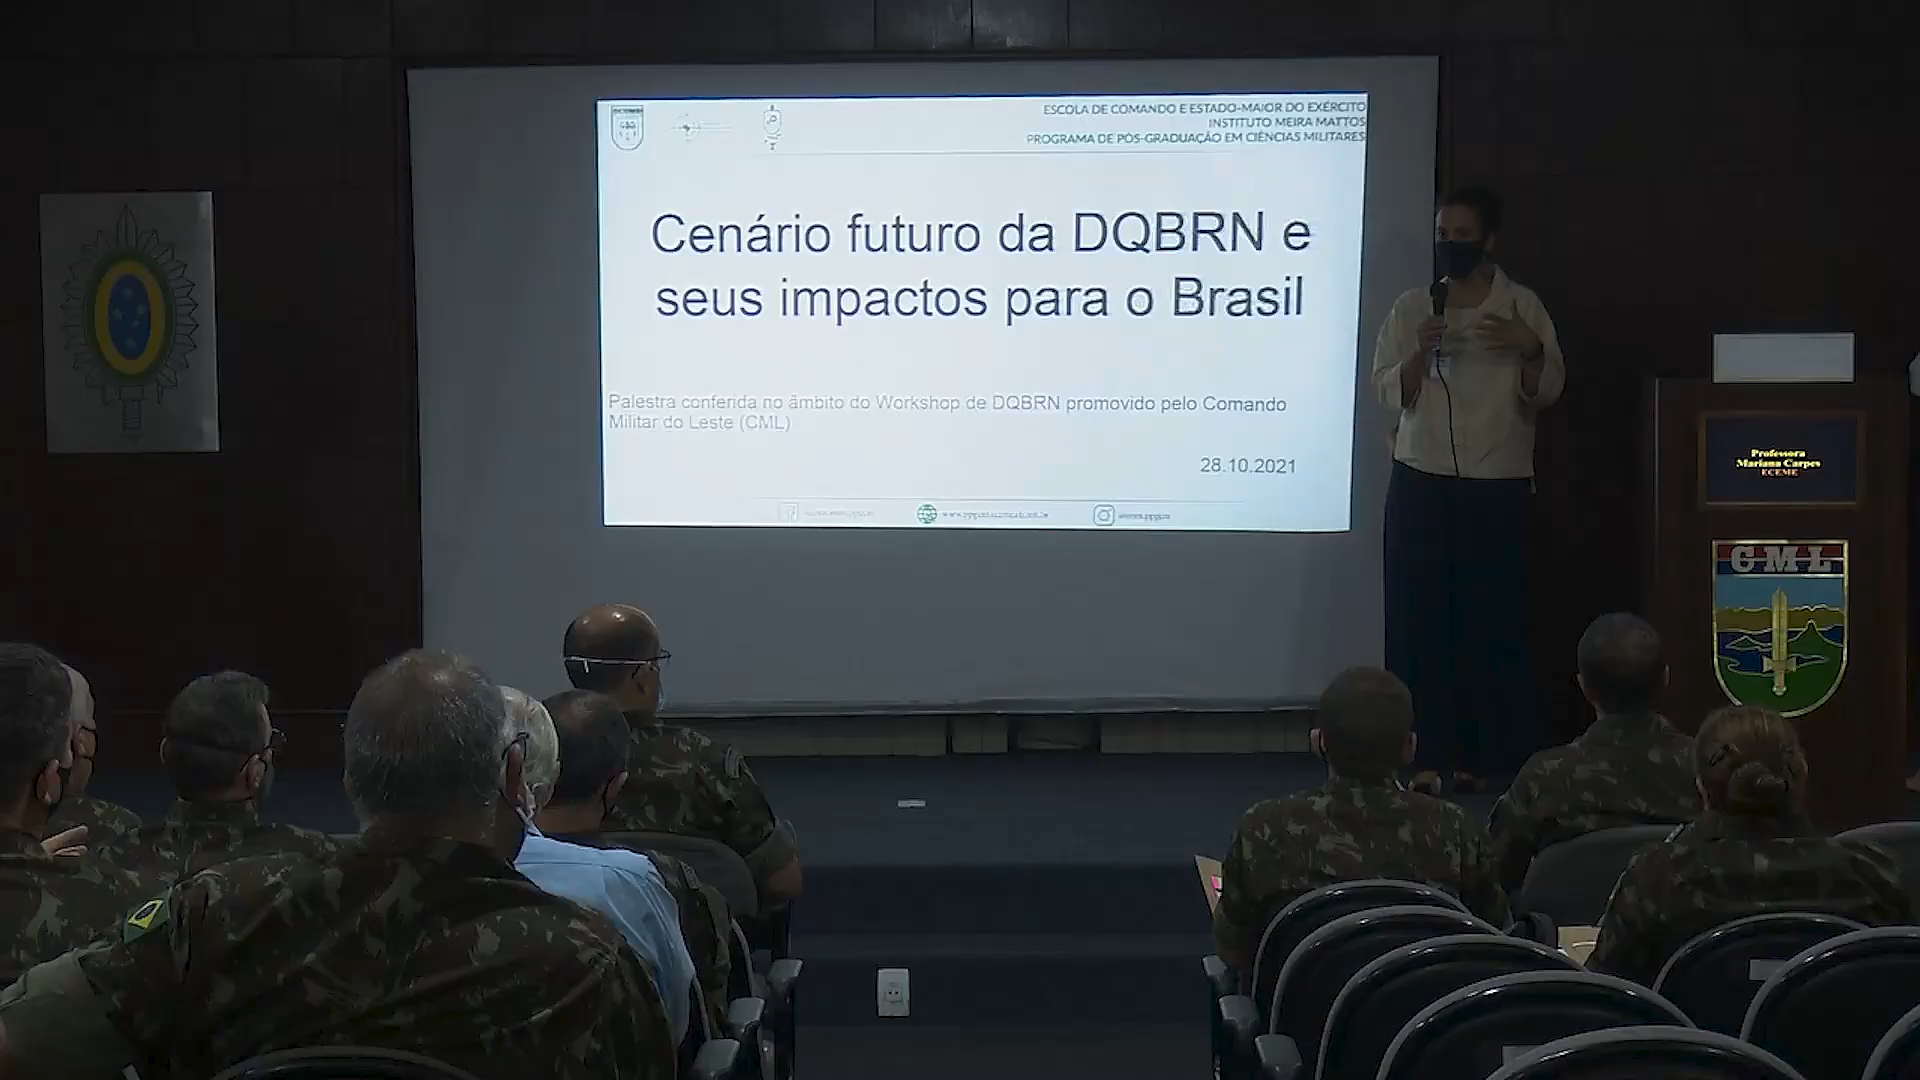 ESCOLA DE COMANDO E ESTADO-MAIOR DO EXÉRCITO
INSTITUTO MEIRA MATTOS
PROGRAMA DE PÓS-GRADUAÇÃO EM CIÊNCIAS MILITARES
Cenário futuro da DQBRN e
seus impactos para o Brasil
Palestra conferida no âmbito do Workshop de DQBRN promovido pelo Comando
Militar do Leste (CML)
28.10.2021
Professora
Mariana Carpes
ECEME
CML